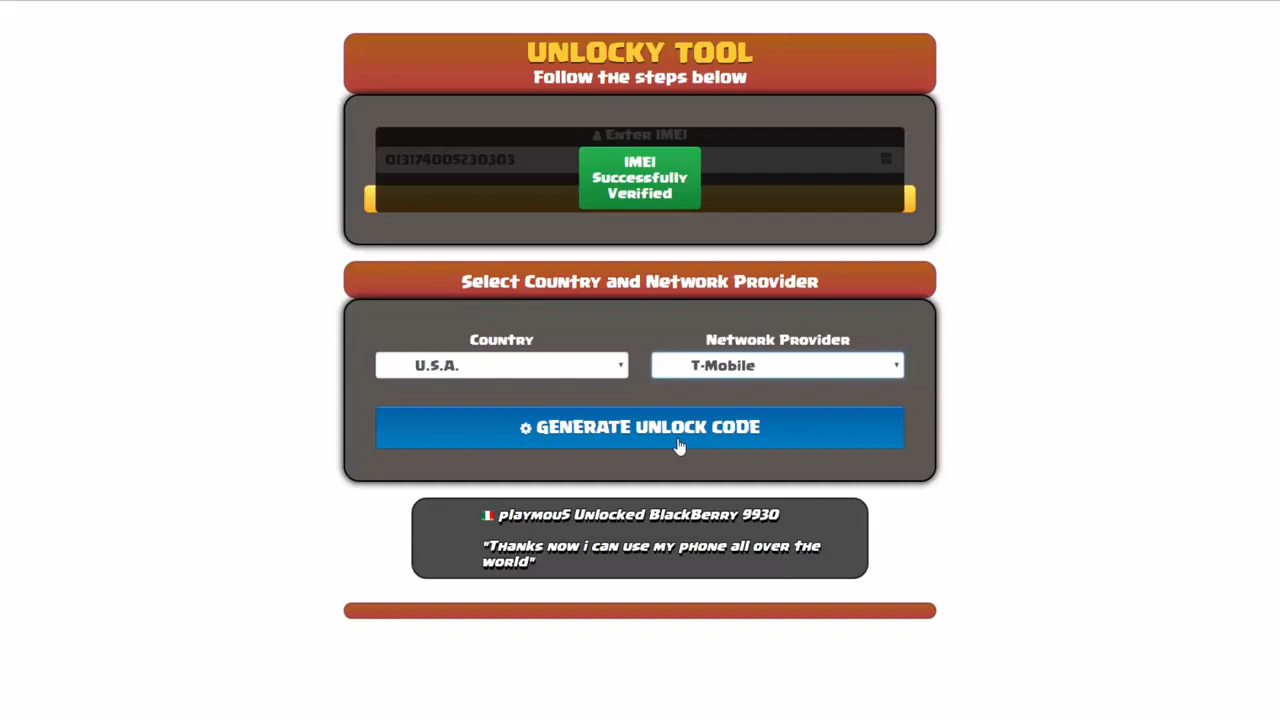 UNLOCKY TOOL
Follow the steps below
Enter IMEI
013174005230303
IMEI
Successfully
Verified
Select Country and Network Provider
Country
Network Provider
U.S.A.
T-Mobile
GENERATE UNLOCK CODE
playmou5 Unlocked BlackBerry 9930
"Thanks now i can use my phone all over the
world"